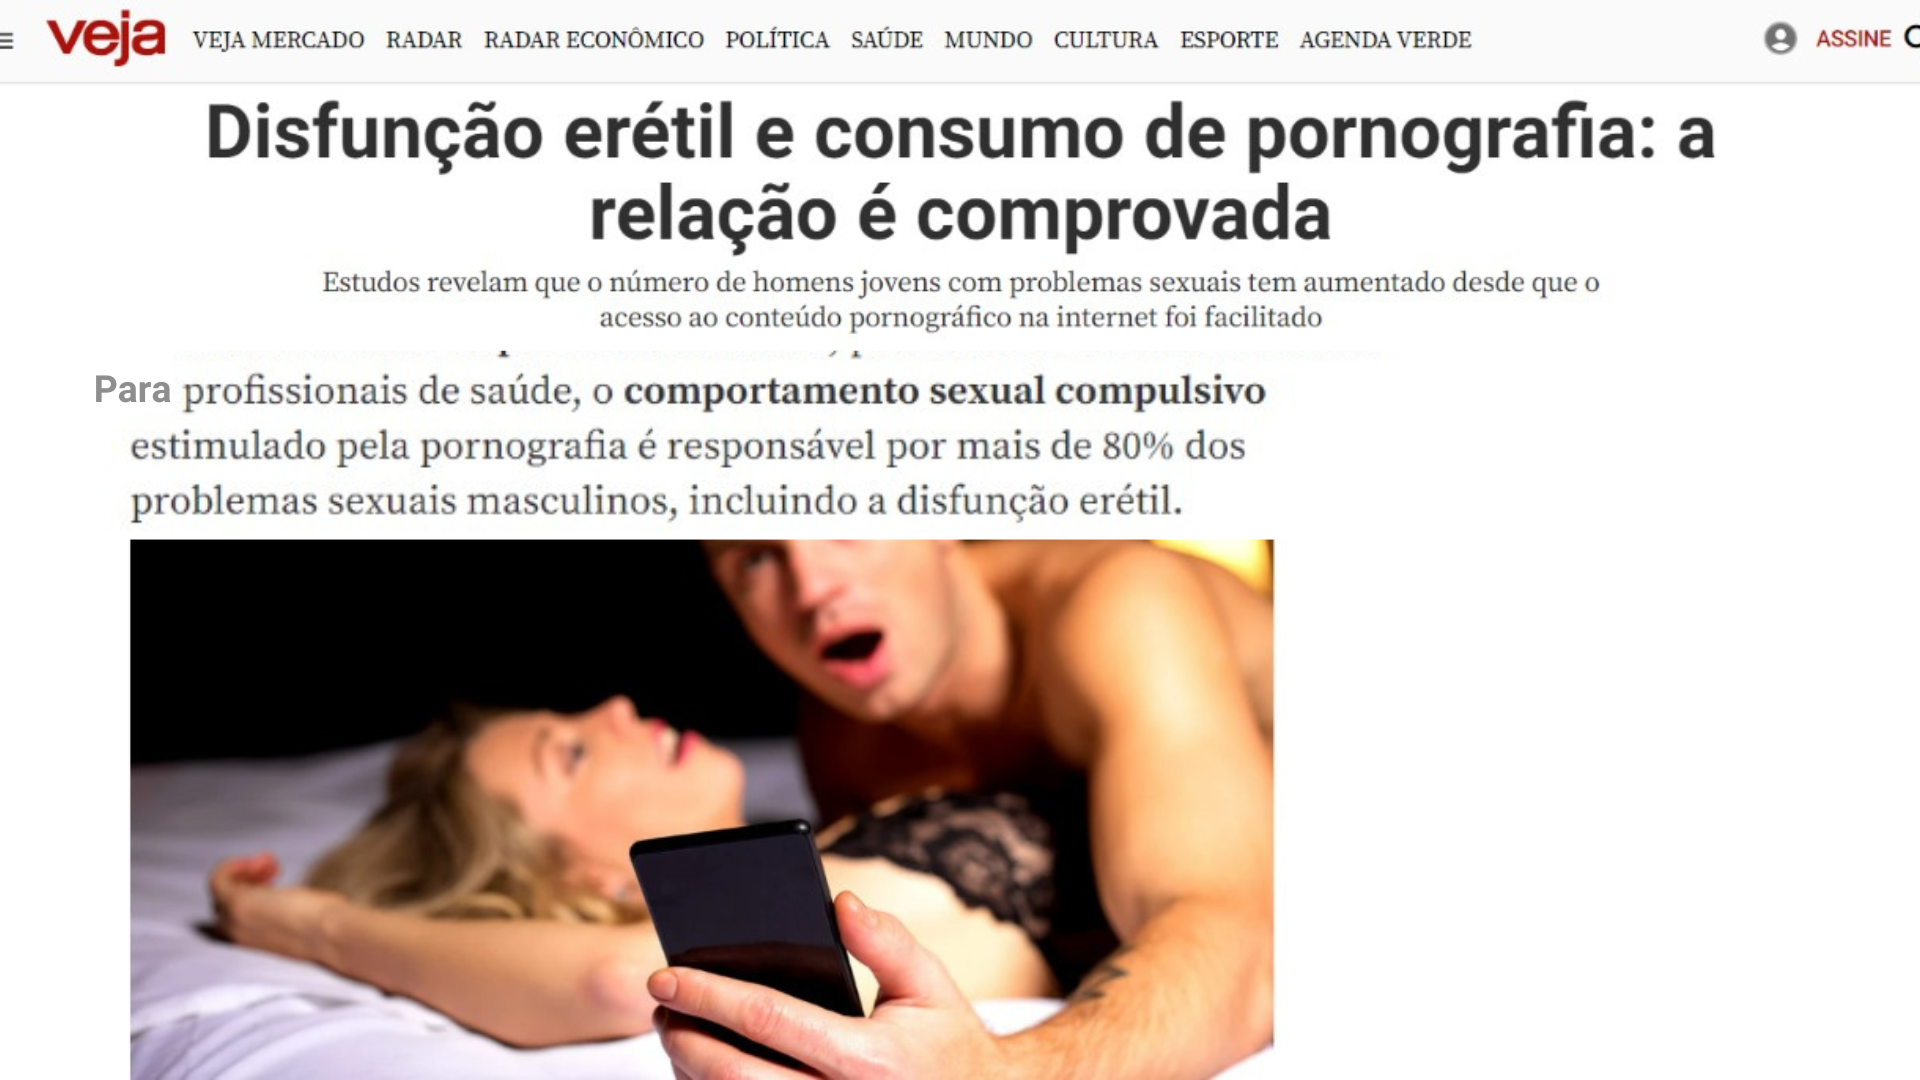 veja VEJA MERCADO RADAR RADAR ECONÔMICO POLÍTICA SAÚDE MUNDO CULTURA ESPORTE AGENDA VERDE ASSINE
Disfunção erétil e consumo de pornografia: a
relação é comprovada
Estudos revelam que o número de homens jovens com problemas sexuais tem aumentado desde que o
acesso ao conteúdo pornográfico na internet foi facilitado
Para profissionais de saúde, o comportamento sexual compulsivo
estimulado pela pornografia é responsável por mais de 80% dos
problemas sexuais masculinos, incluindo a disfunção erétil.